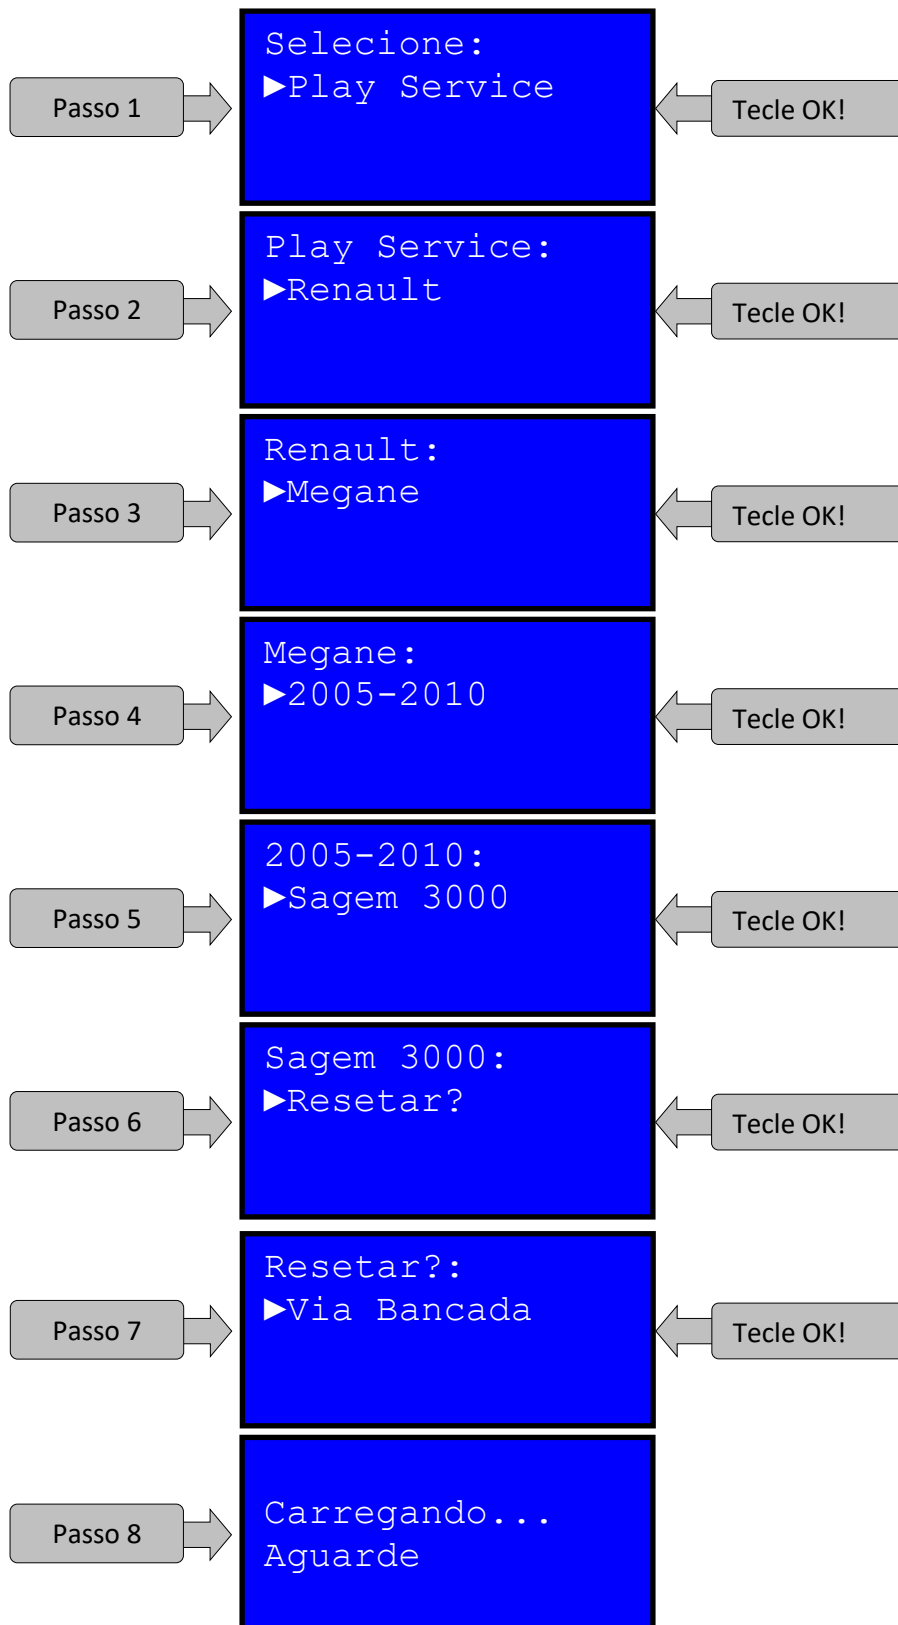 Selecione:
►Play Service
Passo 1
Tecle OK!
Play Service:
►Renault
Passo 2
Tecle OK!
Renault:
►Megane
Passo 3
Tecle OK!
Megane:
►2005-2010
Passo 4
Tecle OK!
2005-2010:
►Sagem 3000
Passo 5
Tecle OK!
Sagem 3000:
►Resetar?
Passo 6
Tecle OK!
Resetar?:
►Via Bancada
Passo 7
Tecle OK!
Carregando...
Aguarde
Passo 8